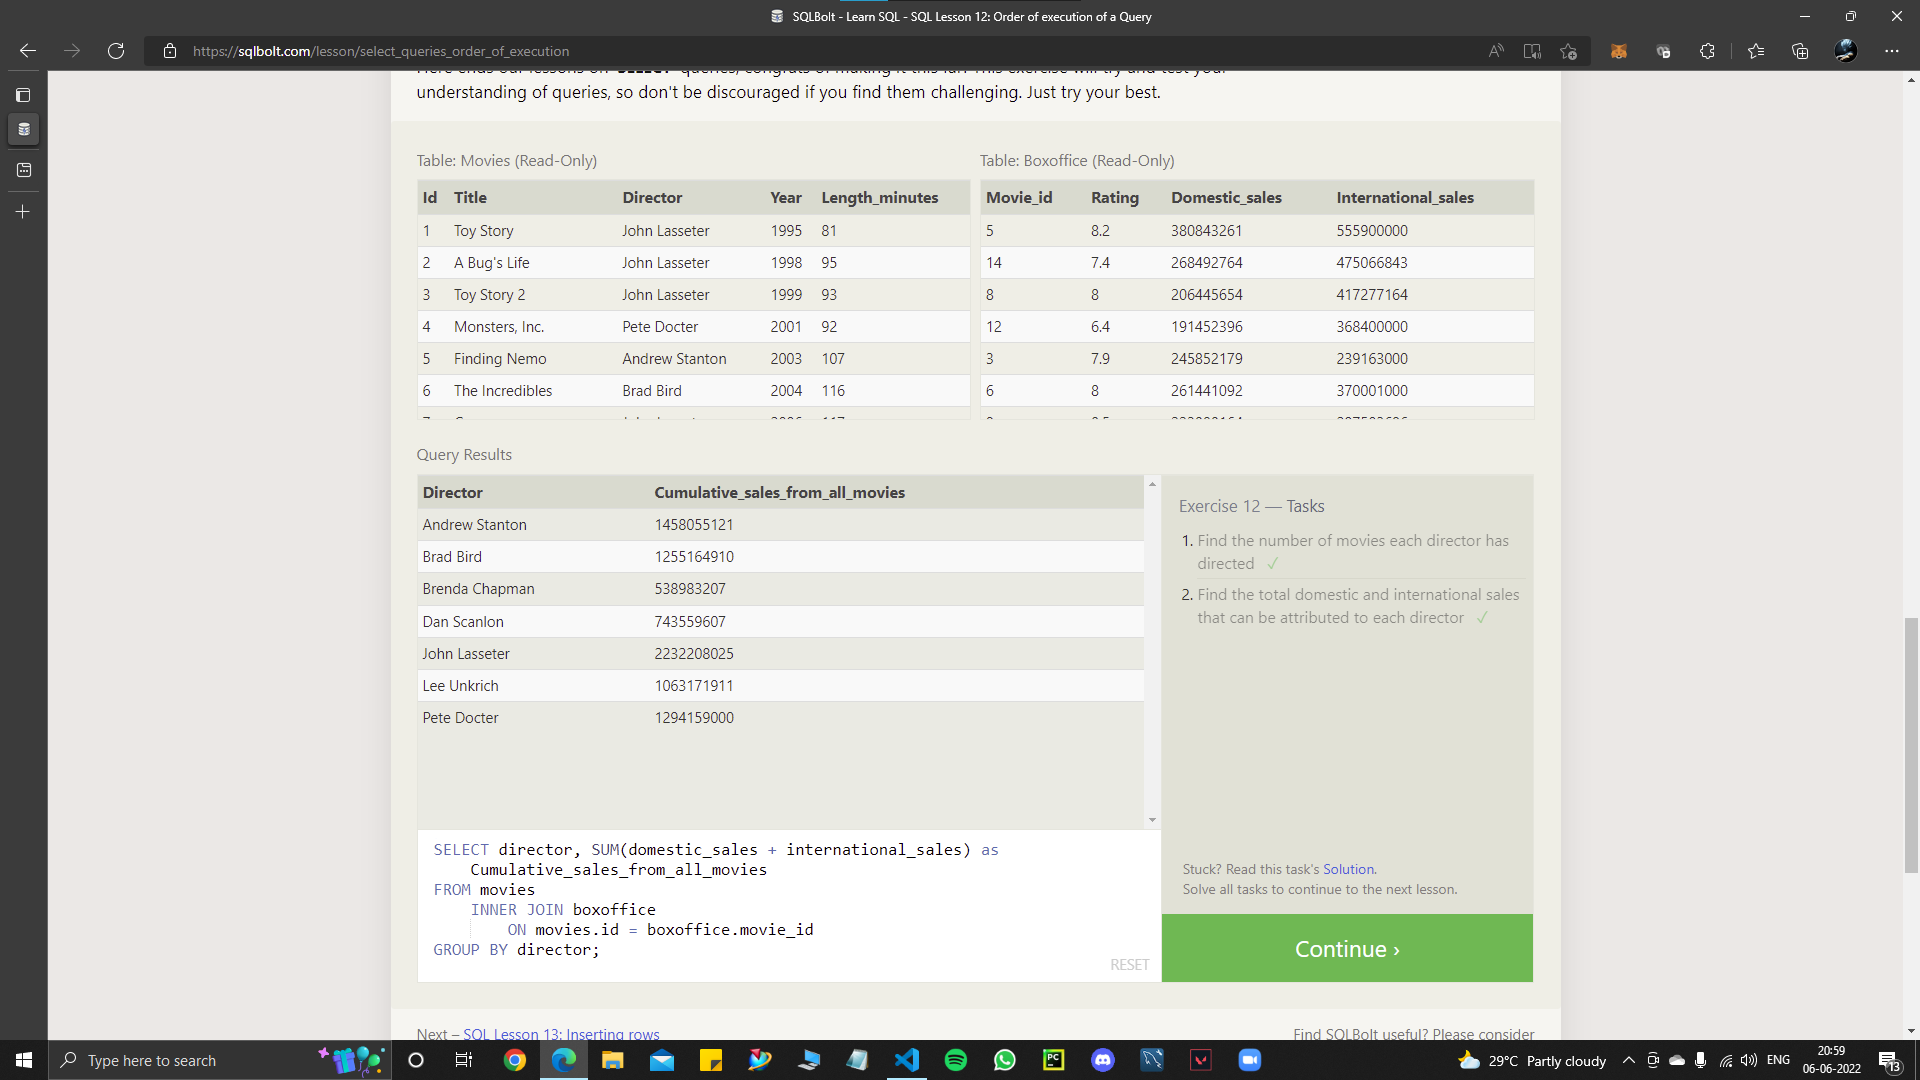 SQLBolt - Learn SQL - SQL Lesson 12: Order of execution of a Query
https://sqlbolt.com/lesson/select_queries_order_of_execution
understanding of queries, so don't be discouraged if you find them challenging. Just try your best.
Table: Movies (Read-Only)
Id Title Director Year Length_minutes
1 Toy Story John Lasseter 1995 81
2 A Bug's Life John Lasseter 1998 95
3 Toy Story 2 John Lasseter 1999 93
4 Monsters, Inc. Pete Docter 2001 92
5 Finding Nemo Andrew Stanton 2003 107
6 The Incredibles Brad Bird 2004 116
Table: Boxoffice (Read-Only)
Movie_id Rating Domestic_sales International_sales
5 8.2 380843261 555900000
14 7.4 268492764 475066843
8 8 206445654 417277164
12 6.4 191452396 368400000
3 7.9 245852179 239163000
6 8 261441092 370001000
Query Results
Director Cumulative_sales_from_all_movies
Andrew Stanton 1458055121
Brad Bird 1255164910
Brenda Chapman 538983207
Dan Scanlon 743559607
John Lasseter 2232208025
Lee Unkrich 1063171911
Pete Docter 1294159000
SELECT director, SUM(domestic_sales + international_sales) as
Cumulative_sales_from_all_movies
FROM movies
INNER JOIN boxoffice
ON movies.id = boxoffice.movie_id
GROUP BY director;
RESET
Exercise 12 — Tasks
1. Find the number of movies each director has
directed ✓
2. Find the total domestic and international sales
that can be attributed to each director ✓
Stuck? Read this task's Solution.
Solve all tasks to continue to the next lesson.
Continue ›
Next – SQL Lesson 13: Inserting rows
Find SQLBolt useful? Please consider
Type here to search
PC
29°C Partly cloudy
ENG
20:59
06-06-2022
13